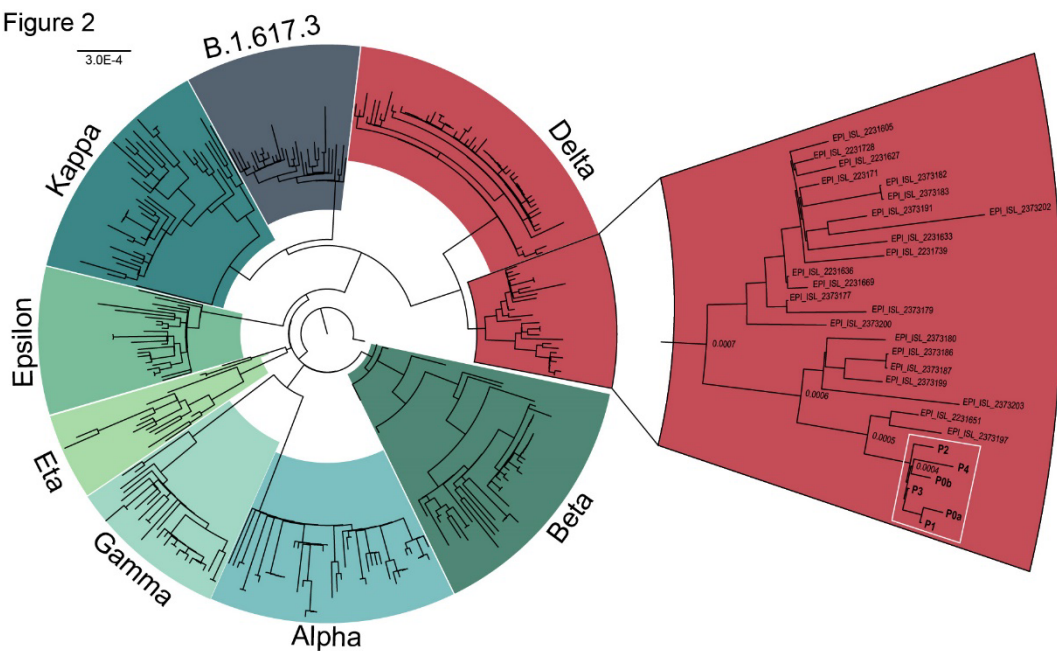 Figure 2
3.0E-4
B.1.617.3
Delta
Kappa
Epsilon
Eta
Gamma
Alpha
Beta
EPI_ISL_2231605
EPI_ISL_2231728
EPI_ISL_2231627
EPI_ISL_223171
EPI_ISL_2373182
EPI_ISL_2373183
EPI_ISL_2373191
EPI_ISL_2373202
EPI_ISL_2231633
EPI_ISL_2231739
EPI_ISL_2231636
EPI_ISL_2231669
EPI_ISL_2373177
EPI_ISL_2373179
EPI_ISL_2373200
0.0007
EPI_ISL_2373180
EPI_ISL_2373186
EPI_ISL_2373187
EPI_ISL_2373199
0.0006
EPI_ISL_2373203
EPI_ISL_2231651
EPI_ISL_2373197
0.0005
P2
0.0004
P4
P0b
P3
P0a
P1